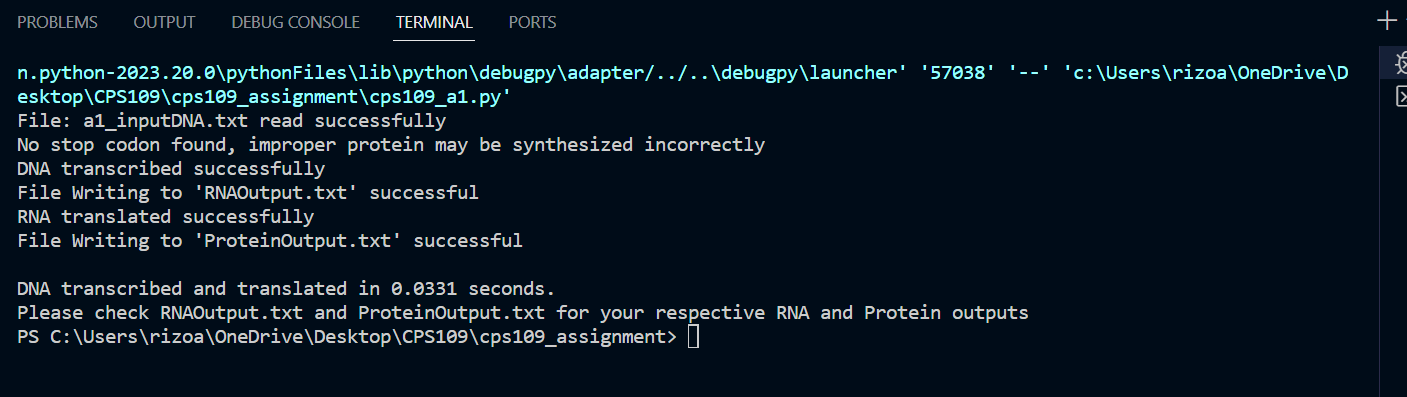 PROBLEMS OUTPUT DEBUG CONSOLE TERMINAL PORTS
n.python-2023.20.0\pythonFiles\lib\python\debugpy\adapter/../..\debugpy\launcher' '57038' '--' 'c:\Users\rizoa\OneDrive\D
esktop\CPS109\cps109_assignment\cps109_a1.py'
File: a1_inputDNA.txt read successfully
No stop codon found, improper protein may be synthesized incorrectly
DNA transcribed successfully
File Writing to 'RNAOutput.txt' successful
RNA translated successfully
File Writing to 'ProteinOutput.txt' successful
DNA transcribed and translated in 0.0331 seconds.
Please check RNAOutput.txt and ProteinOutput.txt for your respective RNA and Protein outputs
PS C:\Users\rizoa\OneDrive\Desktop\CPS109\cps109_assignment>